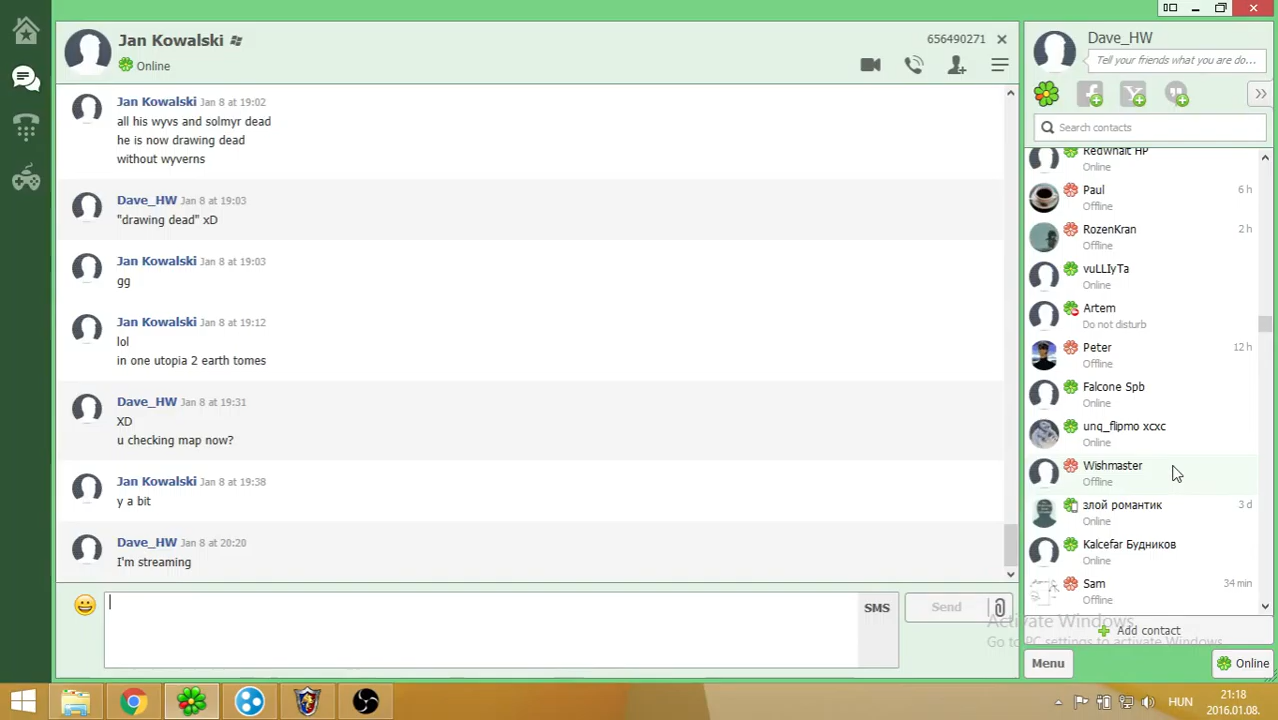 Jan Kowalski
Online
656490271
Jan Kowalski Jan 8 at 19:02
all his wyvs and solmyr dead
he is now drawing dead
without wyverns
Dave_HW Jan 8 at 19:03
"drawing dead" xD
Jan Kowalski Jan 8 at 19:03
gg
Jan Kowalski Jan 8 at 19:12
lol
in one utopia 2 earth tomes
Dave_HW Jan 8 at 19:31
XD
u checking map now?
Jan Kowalski Jan 8 at 19:38
y a bit
Dave_HW Jan 8 at 20:20
I'm streaming
SMS
Send
Dave_HW
Tell your friends what you are do...
Search contacts
Redwhait HP
Online
Paul
6 h
Offline
RozenKran
2 h
Offline
vuLLIyTa
Online
Artem
Do not disturb
Peter
12 h
Offline
Falcone Spb
Online
unq_flipmo xcxc
Online
Wishmaster
Offline
злой романтик
3 d
Online
Kalcefar Будников
Online
Sam
34 min
Offline
Activate Windows
Go to PC settings to activate Windows.
Add contact
Menu
Online
HUN
21:18
2016.01.08.